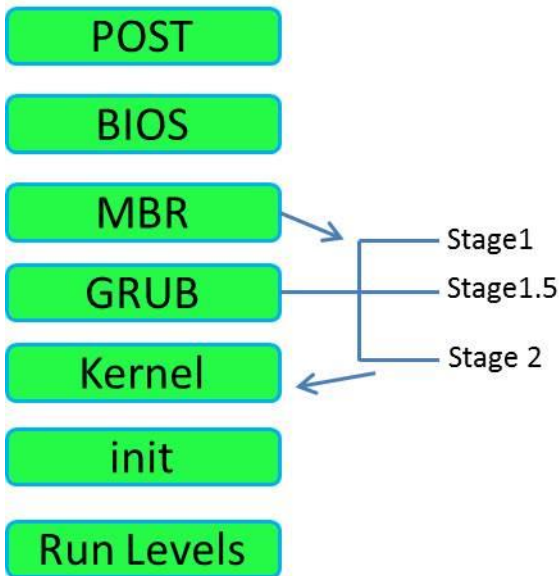 POST
BIOS
MBR
Stage1
GRUB
Stage1.5
Kernel
Stage 2
init
Run Levels